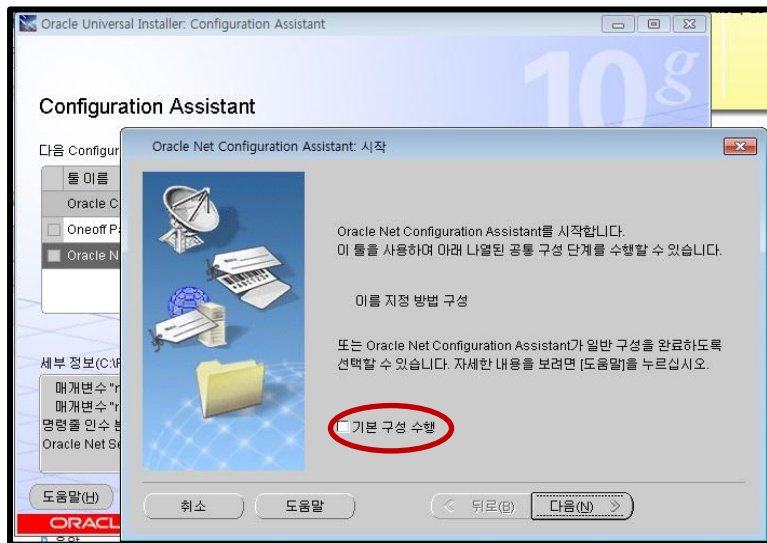 Oracle Universal Installer: Configuration Assistant
10g
Configuration Assistant
다음 Configur
Oracle Net Configuration Assistant: 시작
툴 이름
Oracle C
Oneoff Pa
Oracle N
Oracle Net Configuration Assistant를 시작합니다.
이 툴을 사용하여 아래 나열된 공통 구성 단계를 수행할 수 있습니다.
이름 지정 방법 구성
또는 Oracle Net Configuration Assistant가 일반 구성을 완료하도록
선택할 수 있습니다. 자세한 내용을 보려면 [도움말]을 누르십시오.
기본 구성 수행
세부 정보(C:\
매개변수 "r
매개변수 "r
명령줄 인수
Oracle Net Se
도움말(H)
취소
도움말
뒤로(B)
다음(N)
ORACL